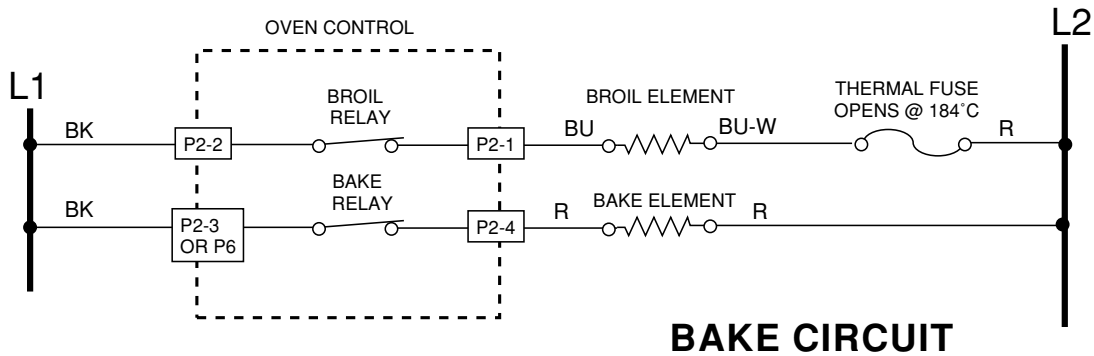 OVEN CONTROL
L1
L2
BROIL
RELAY
BROIL ELEMENT
THERMAL FUSE
OPENS @ 184˚C
BK
P2-2
P2-1
BU
BU-W
R
BAKE
RELAY
BAKE ELEMENT
BK
P2-3
OR P6
P2-4
R
R
BAKE CIRCUIT